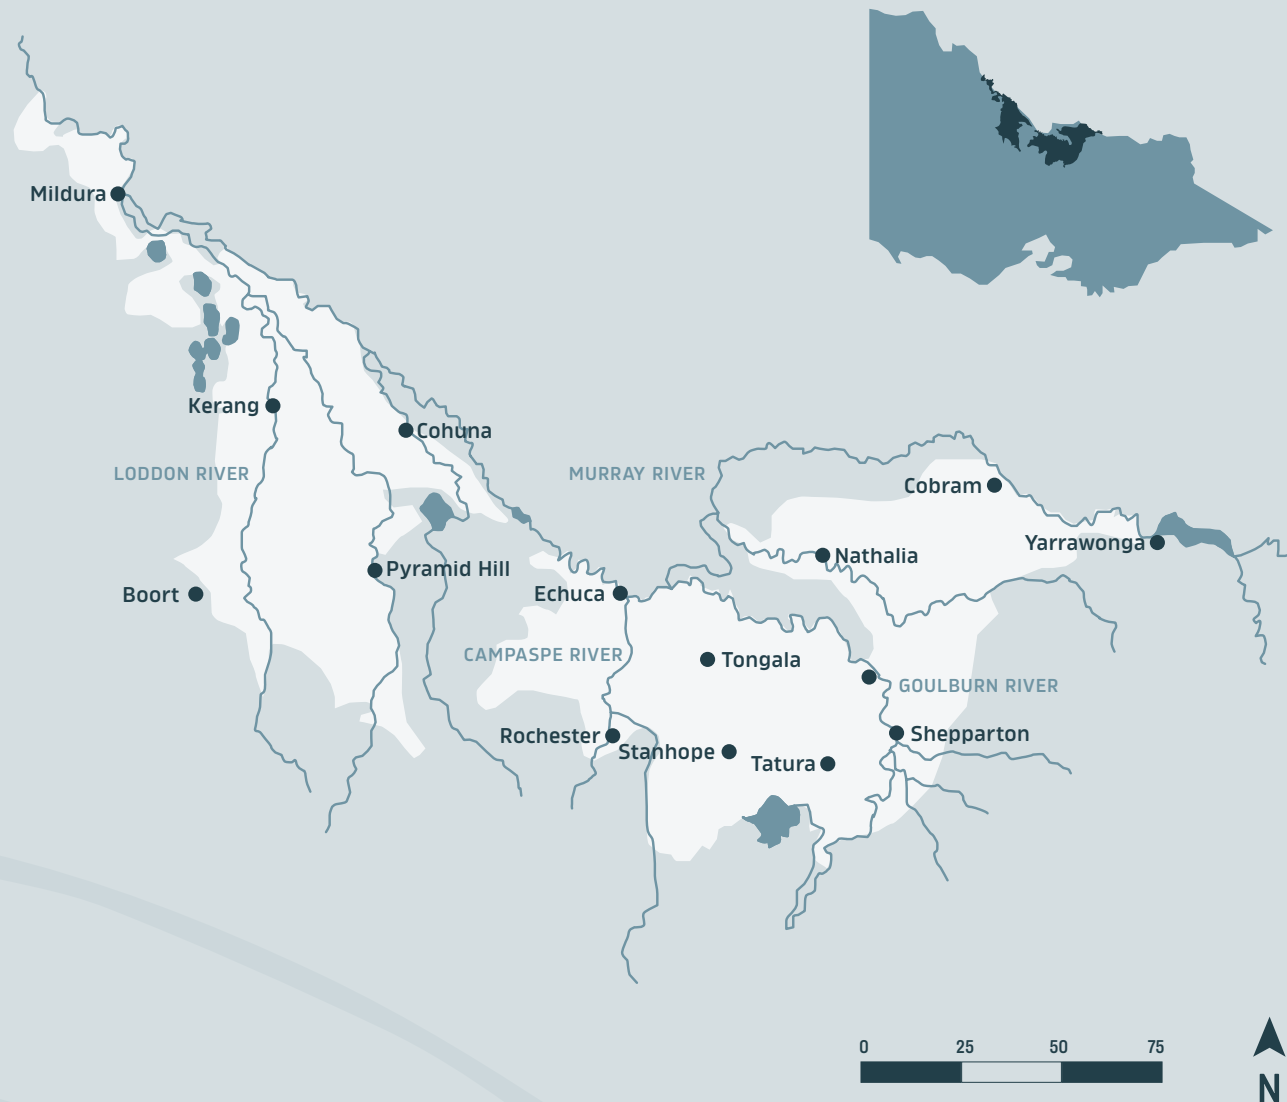 Mildura
Kerang
Cohuna
LODDON RIVER
MURRAY RIVER
Cobram
Yarrawonga
Nathalia
Pyramid Hill
Boort
Echuca
CAMPASPE RIVER
Tongala
GOULBURN RIVER
Rochester
Stanhope
Tatura
Shepparton
0 25 50 75
N